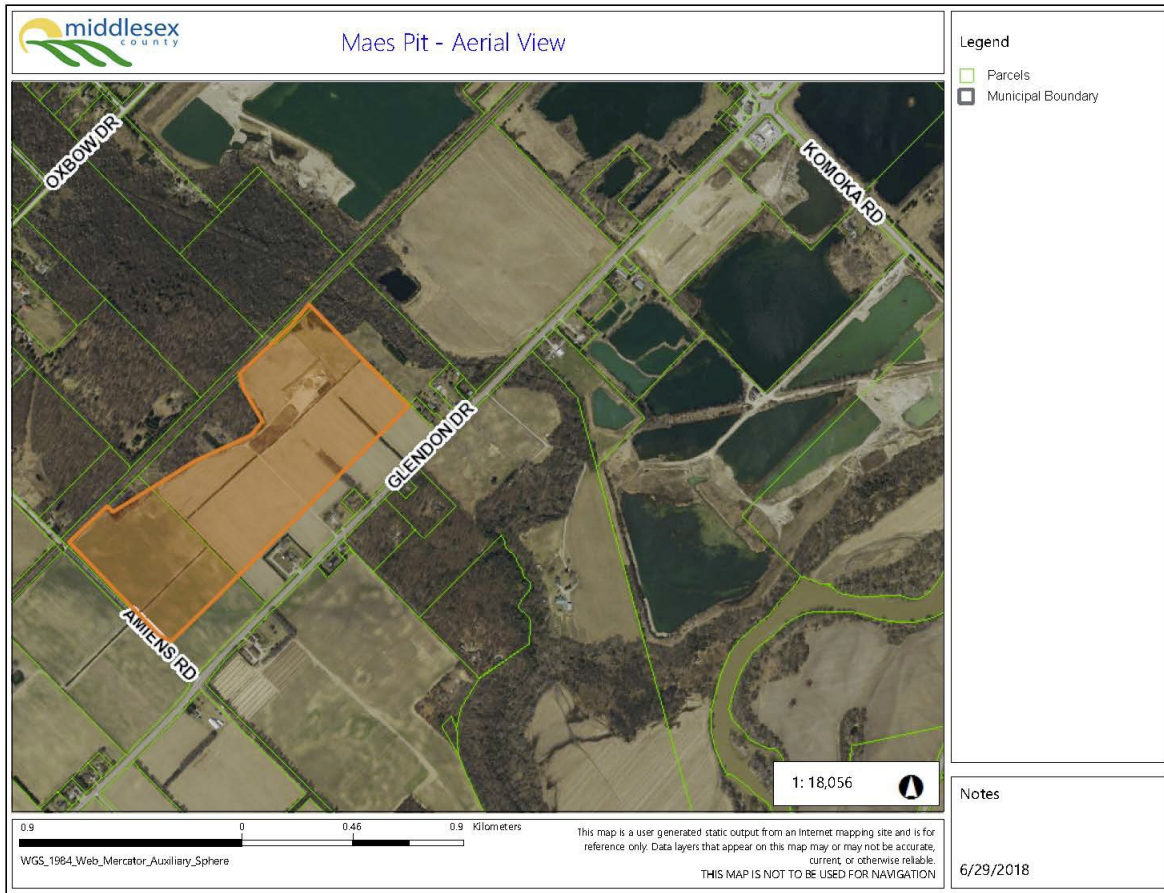 middlesex
county
Maes Pit - Aerial View
Legend
Parcels
Municipal Boundary
OXBOW DR
KOMOKA RD
GLENDON DR
AMIENS RD
1: 18,056
Notes
6/29/2018
0.9 0 0.46 0.9 Kilometers
WGS_1984_Web_Mercator_Auxiliary_Sphere
This map is a user generated static output from an Internet mapping site and is for
reference only. Data layers that appear on this map may or may not be accurate,
current, or otherwise reliable.
THIS MAP IS NOT TO BE USED FOR NAVIGATION